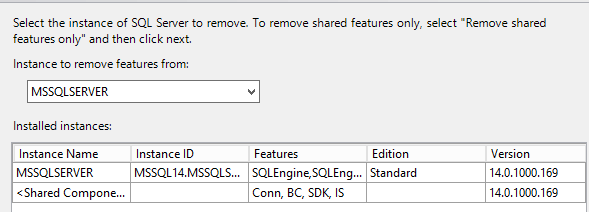 Select the instance of SQL Server to remove. To remove shared features only, select "Remove shared
features only" and then click next.
Instance to remove features from:
MSSQLSERVER
Installed instances:
Instance Name Instance ID Features Edition Version
MSSQLSERVER MSSQL14.MSSQLS... SQLEngine,SQLEng... Standard 14.0.1000.169
<Shared Compone... Conn, BC, SDK, IS 14.0.1000.169